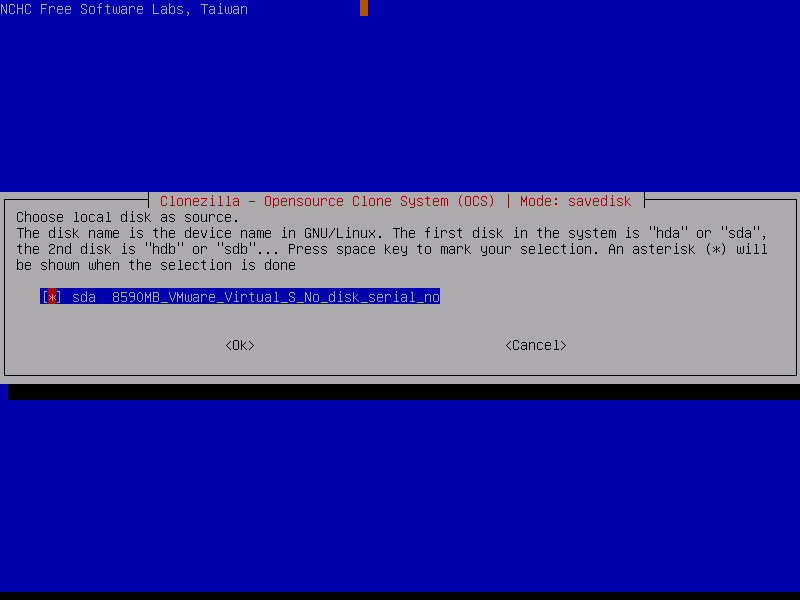 NCHC Free Software Labs, Taiwan
Clonezilla - Opensource Clone System (OCS) | Mode: savedisk
Choose local disk as source.
The disk name is the device name in GNU/Linux. The first disk in the system is "hda" or "sda",
the 2nd disk is "hdb" or "sdb"... Press space key to mark your selection. An asterisk (*) will
be shown when the selection is done
[*] sda  8590MB_VMware_Virtual_S_No_disk_serial_no
<Ok> <Cancel>